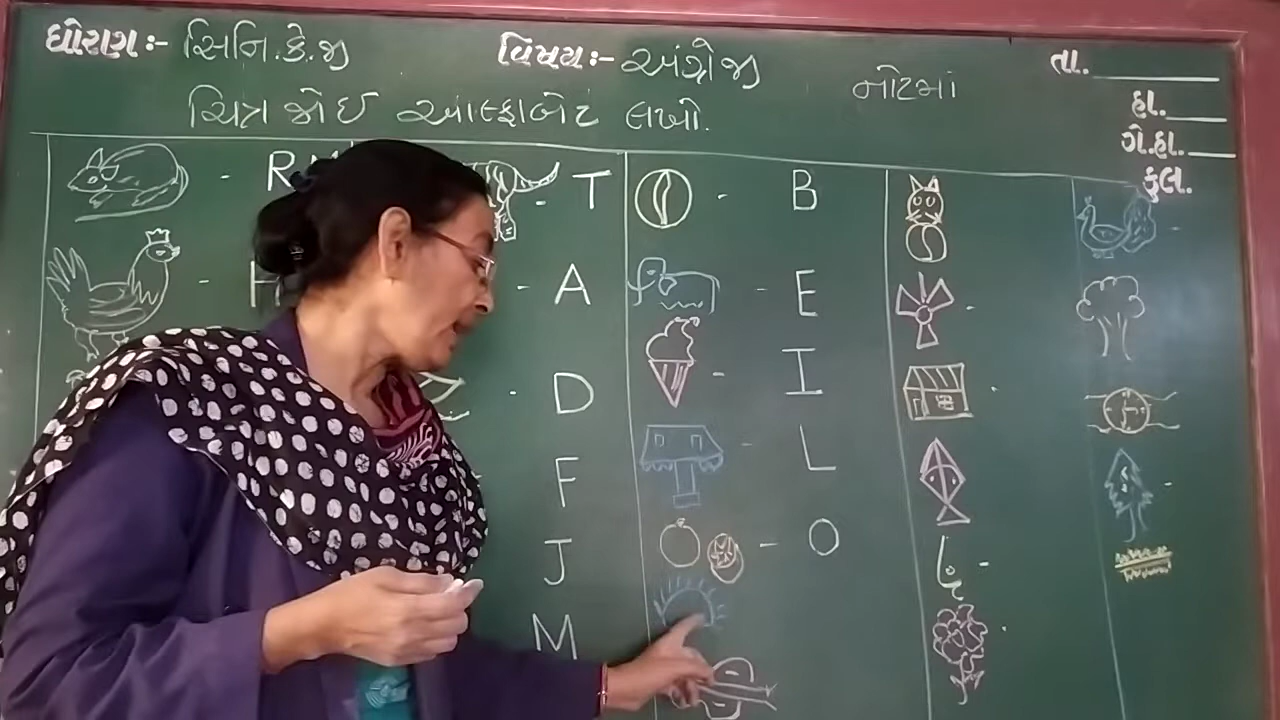 ધોરણ:- સિનિ.કે.જી
વિષય:- અંગ્રેજી
નોટમાં
તા.
ચિત્ર જોઈ આલ્ફાબેટ લખો.
હા.
ગે.હા.
કુલ.
R
T
B
H
A
E
D
I
F
L
J
O
M